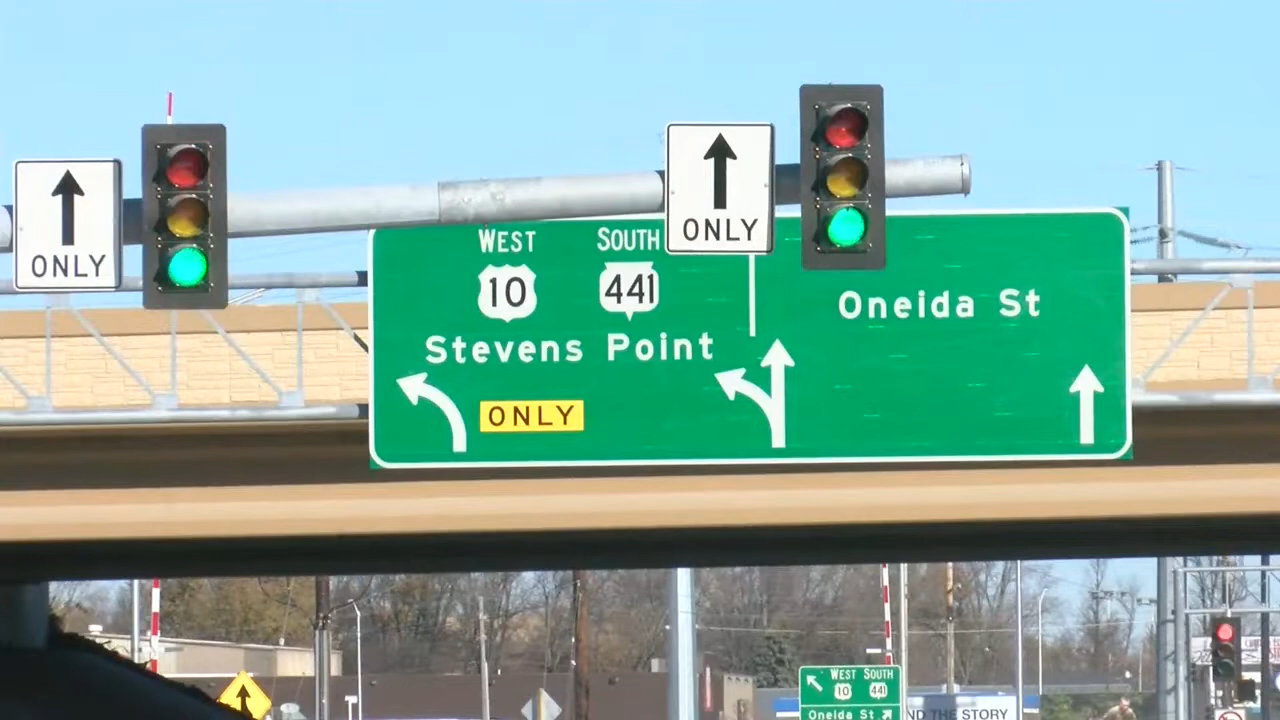 ONLY
ONLY
WEST SOUTH
10 441
Stevens Point
ONLY
Oneida St
WEST SOUTH
10 441
Oneida St
ND THE STORY